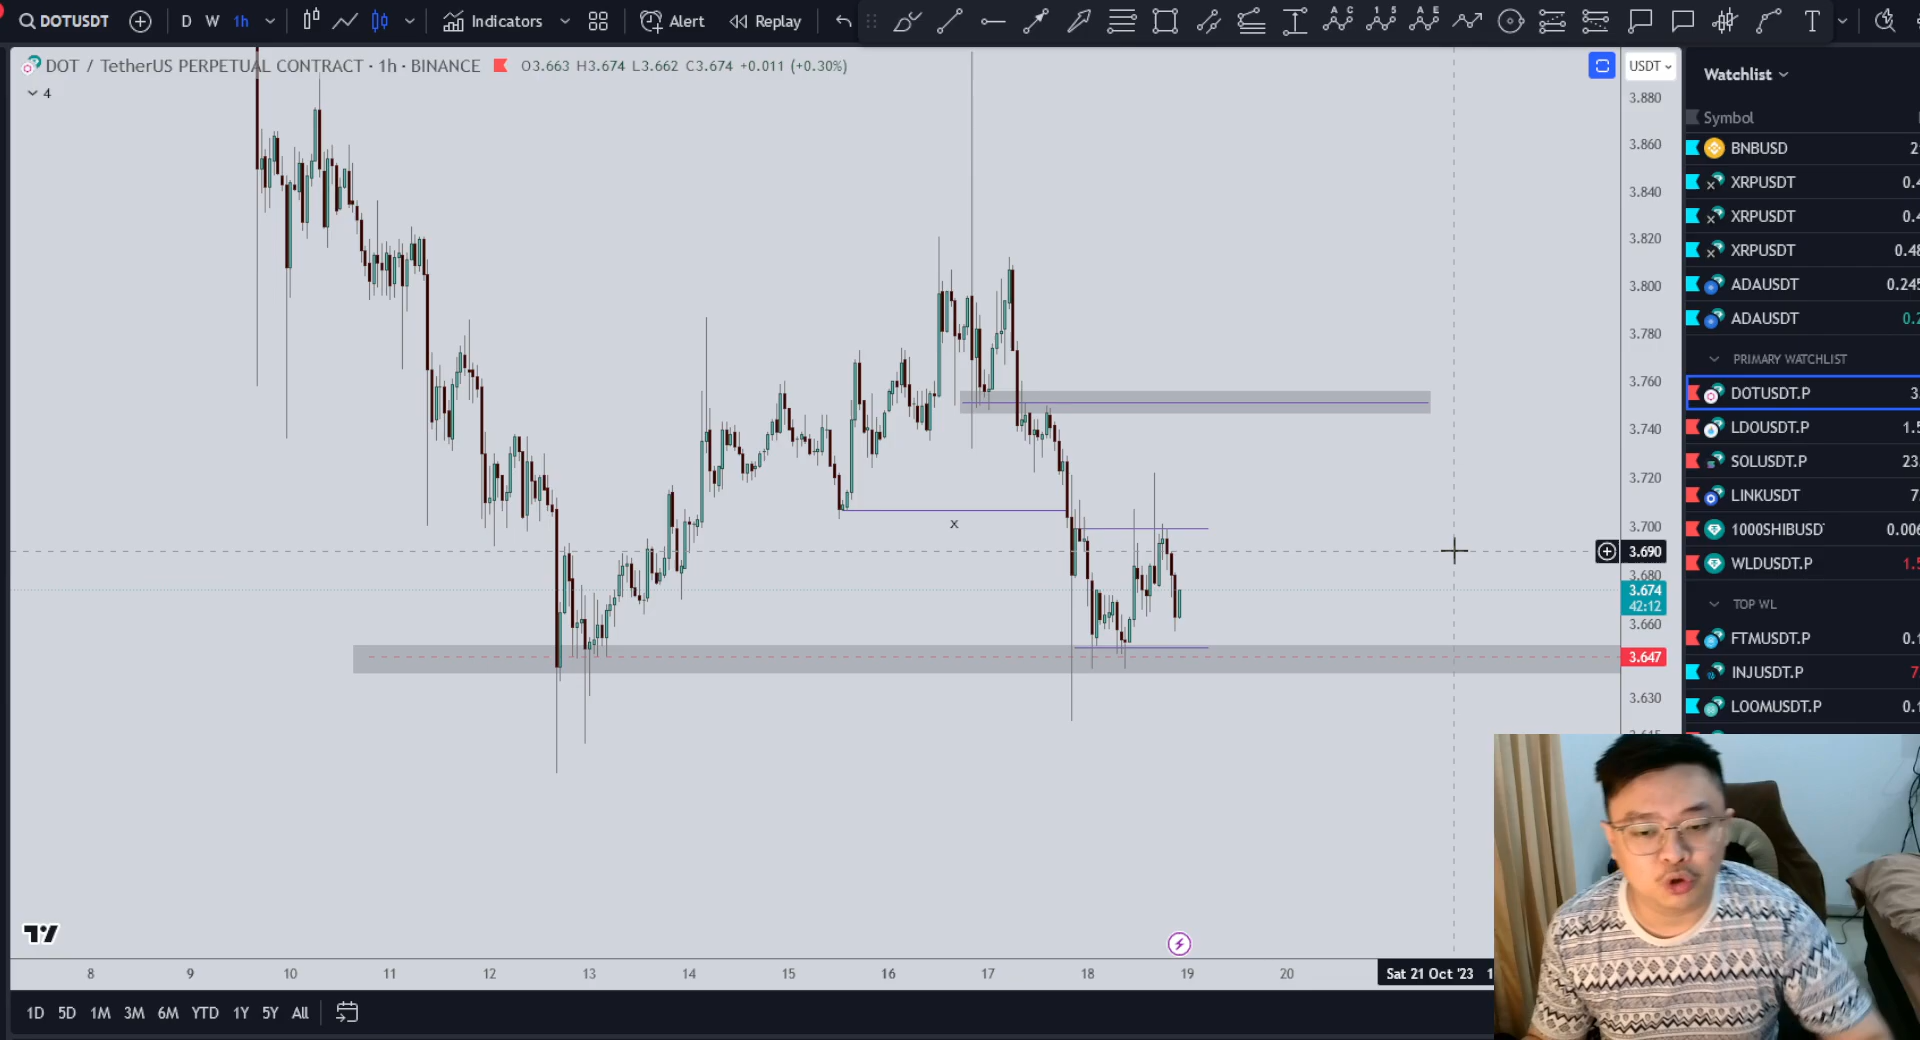 DOTUSDT D W 1h Indicators Alert Replay
DOT / TetherUS PERPETUAL CONTRACT · 1h · BINANCE O3.663 H3.674 L3.662 C3.674 +0.011 (+0.30%)
4
x
USDT
3.880
3.860
3.840
3.820
3.800
3.780
3.760
3.740
3.720
3.700
3.690
3.680
3.674
42:12
3.660
3.647
3.630
8 9 10 11 12 13 14 15 16 17 18 19 20 Sat 21 Oct '23
1D 5D 1M 3M 6M YTD 1Y 5Y All
Watchlist
Symbol
BNBUSD
XRPUSDT
XRPUSDT
XRPUSDT
ADAUSDT
ADAUSDT
PRIMARY WATCHLIST
DOTUSDT.P
LDOUSDT.P
SOLUSDT.P
LINKUSDT
1000SHIBUSD
WLDUSDT.P
TOP WL
FTMUSDT.P
INJUSDT.P
LOOMUSDT.P